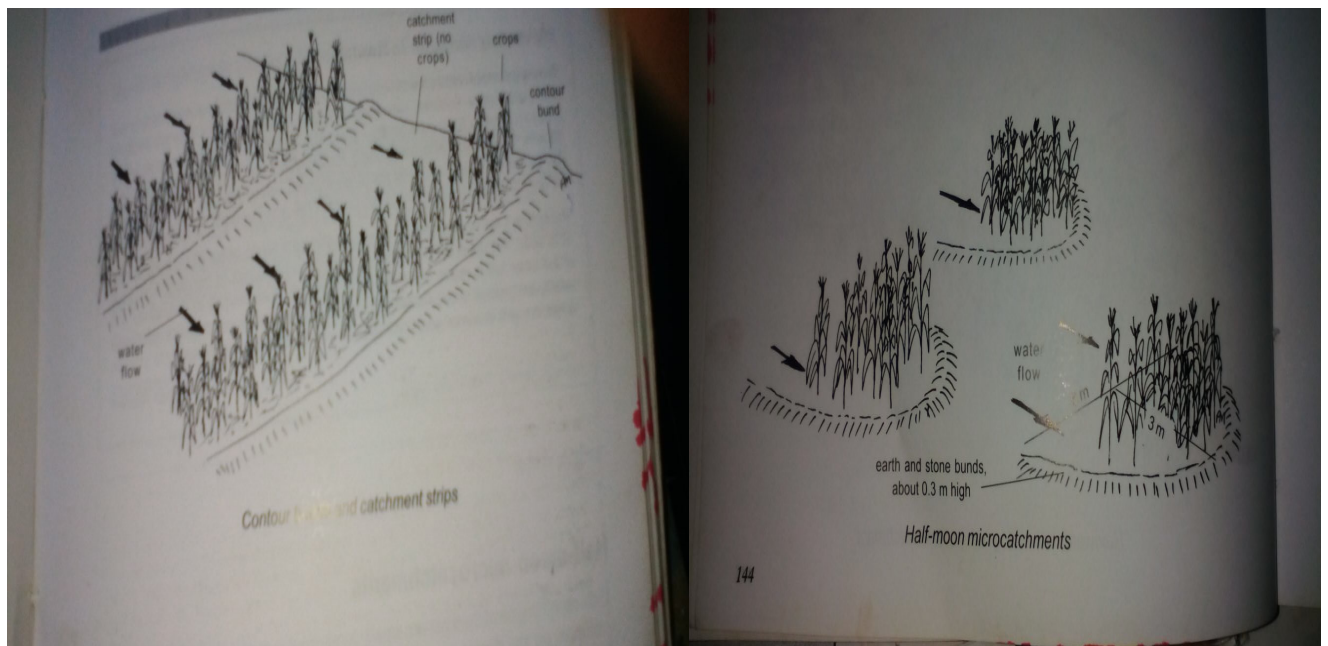 catchment
strip (no
crops)
crops
contour
bund
water
flow
Contour and catchment strips
water
flow
m
3m
earth and stone bunds,
about 0.3 m high
Half-moon microcatchments
144